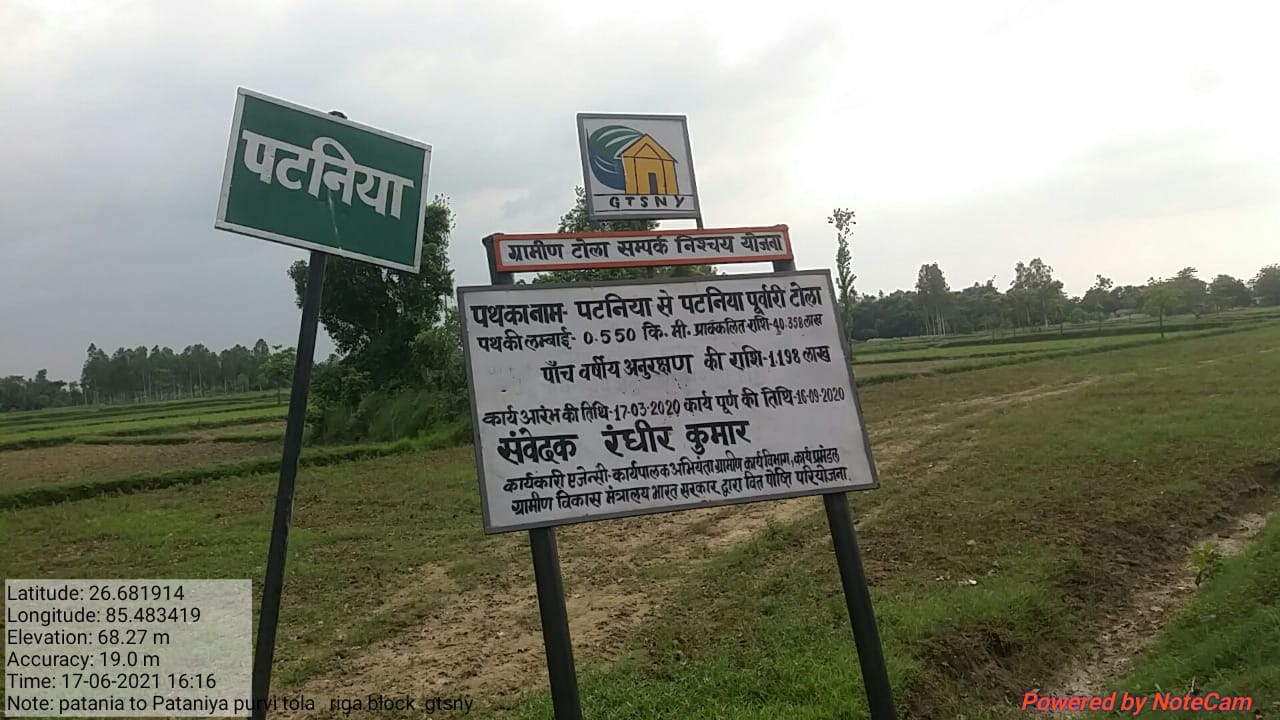 पटनिया
GTSNY
ग्रामीण टोला सम्पर्क निश्चय योजना
पथकानाम- पटनिया से पटनिया पूर्वारी टोला
पथकी लम्बाई- 0.550 कि. मी. प्राक्कलित राशि-40.358 लाख
पाँच वर्षीय अनुरक्षण की राशि-1.198 लाख
कार्य आरंभ की तिथि-17-03-2020 कार्य पूर्ण की तिथि-16-09-2020
संवेदक रंधीर कुमार
कार्यकारी एजेन्सी-कार्यपालक अभियंता ग्रामीण कार्य विभाग, कार्य प्रमंडल
ग्रामीण विकास मंत्रालय भारत सरकार द्वारा वित पोष्ति परियोजना
Latitude: 26.681914
Longitude: 85.483419
Elevation: 68.27 m
Accuracy: 19.0 m
Time: 17-06-2021 16:16
Note: patania to Pataniya purvi tola riga block gtsny
Powered by NoteCam